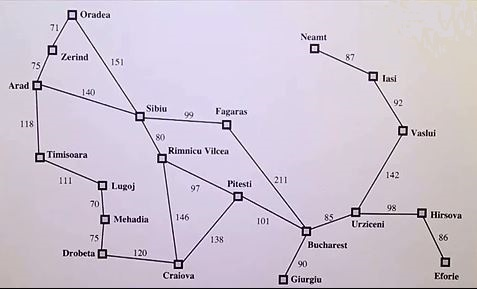 Oradea
Neamt
71
87
Zerind
151
Iasi
75
Arad
140
92
Sibiu
Fagaras
99
118
80
Vaslui
Rimnicu Vilcea
Timisoara
111
211
142
Lugoj
97
Pitesti
70
146
98
Hirsova
Mehadia
101
85
Urziceni
138
75
86
Bucharest
Drobeta
120
90
Craiova
Giurgiu
Eforie